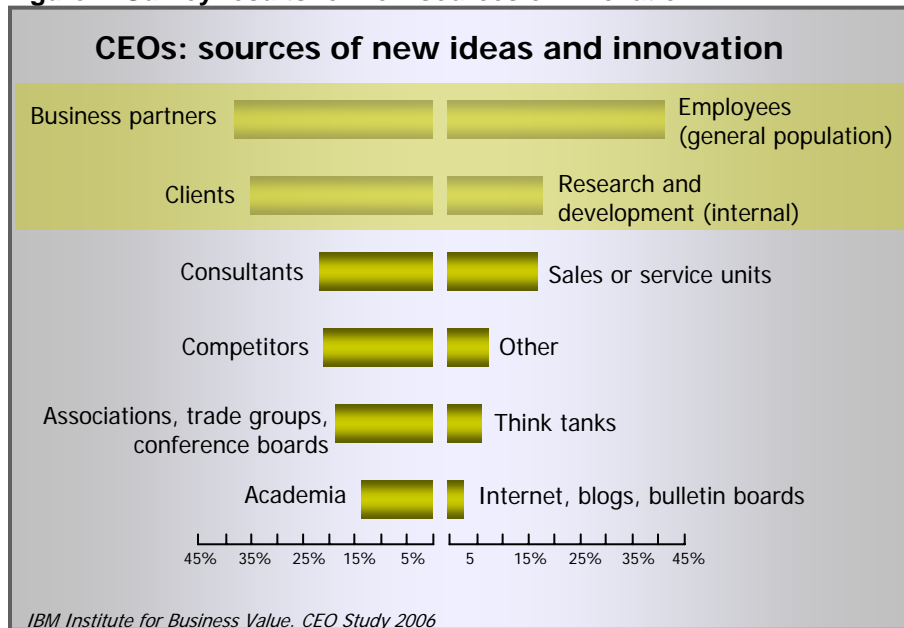 CEOs: sources of new ideas and innovation
Business partners
Employees
(general population)
Clients
Research and
development (internal)
Consultants
Sales or service units
Competitors
Other
Associations, trade groups,
conference boards
Think tanks
Academia
Internet, blogs, bulletin boards
45% 35% 25% 15% 5% 5 15% 25% 35% 45%
IBM Institute for Business Value. CEO Study 2006